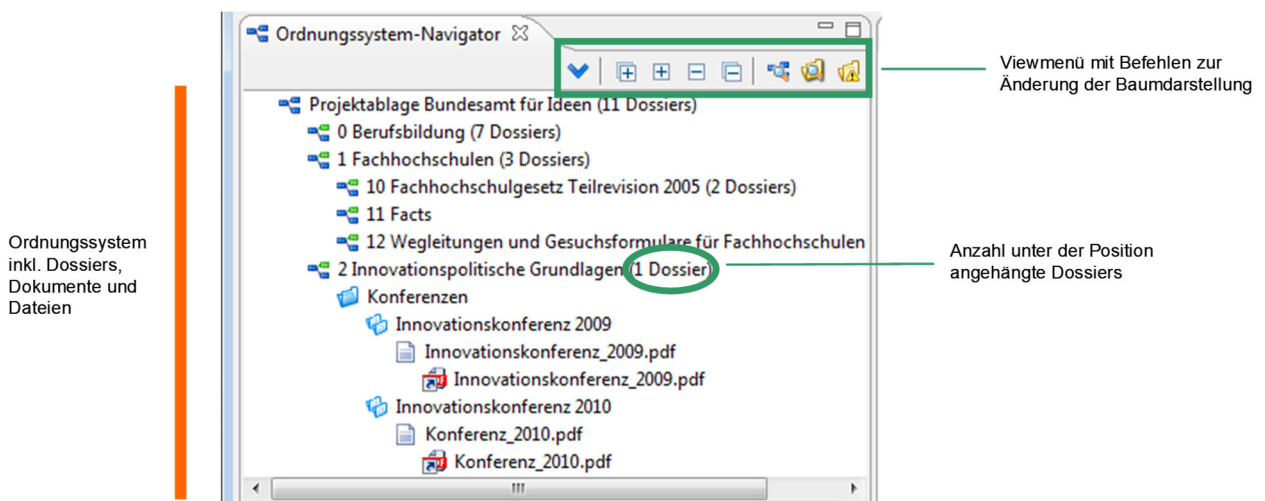 Ordnungssystem-Navigator
Viewmenü mit Befehlen zur
Änderung der Baumdarstellung
Projektablage Bundesamt für Ideen (11 Dossiers)
0 Berufsbildung (7 Dossiers)
1 Fachhochschulen (3 Dossiers)
10 Fachhochschulgesetz Teilrevision 2005 (2 Dossiers)
11 Facts
12 Wegleitungen und Gesuchsformulare für Fachhochschulen
2 Innovationspolitische Grundlagen (1 Dossier)
Konferenzen
Innovationskonferenz 2009
Innovationskonferenz_2009.pdf
Innovationskonferenz_2009.pdf
Innovationskonferenz 2010
Konferenz_2010.pdf
Konferenz_2010.pdf
Ordnungssystem
inkl. Dossiers,
Dokumente und
Dateien
Anzahl unter der Position
angehängte Dossiers